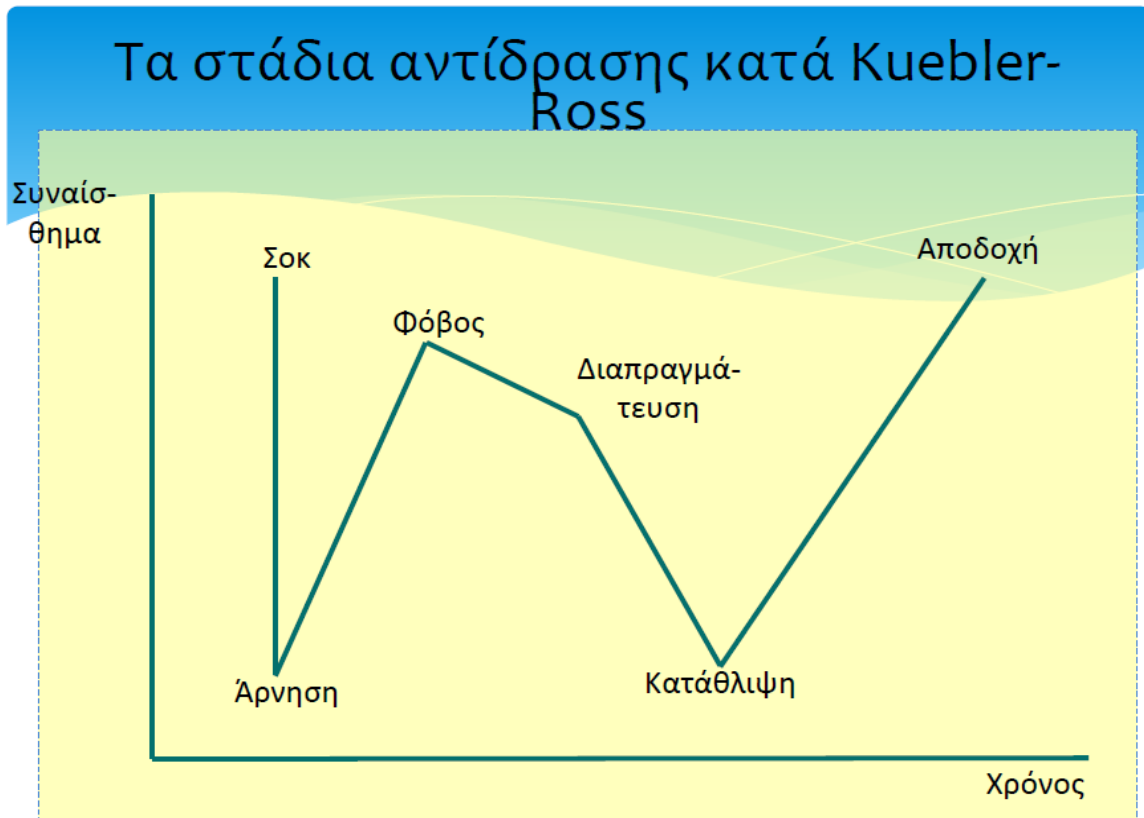 Τα στάδια αντίδρασης κατά Kuebler-
Ross
Συναίσ-
θημα
Σοκ
Αποδοχή
Φόβος
Διαπραγμά-
τευση
Άρνηση
Κατάθλιψη
Χρόνος